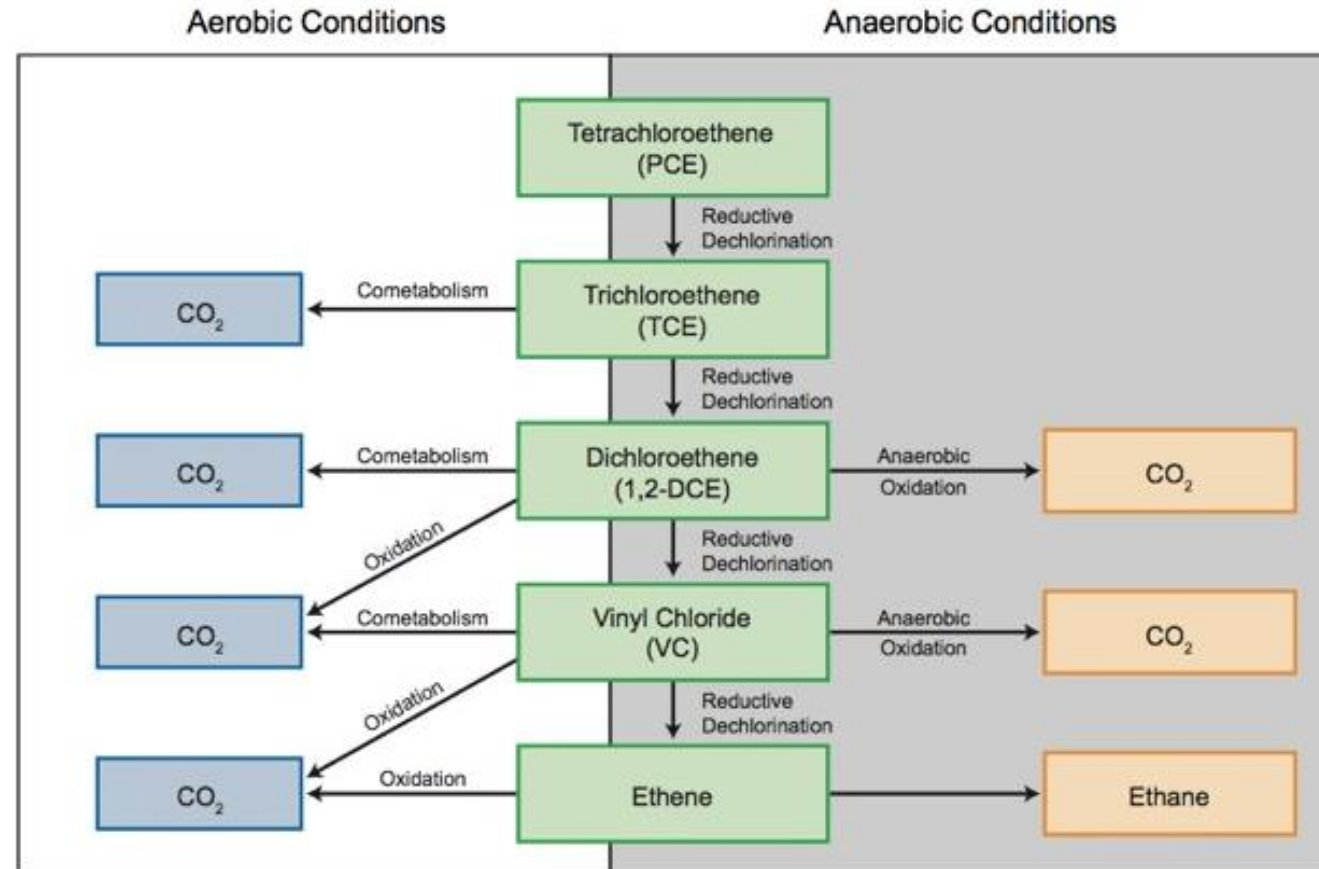 Aerobic Conditions
Anaerobic Conditions
Tetrachloroethene
(PCE)
Reductive
Dechlorination
CO₂
Cometabolism
Trichloroethene
(TCE)
Reductive
Dechlorination
CO₂
Cometabolism
Dichloroethene
(1,2-DCE)
Anaerobic
Oxidation
CO₂
Oxidation
Reductive
Dechlorination
CO₂
Cometabolism
Vinyl Chloride
(VC)
Anaerobic
Oxidation
CO₂
Oxidation
Reductive
Dechlorination
CO₂
Oxidation
Ethene
Ethane